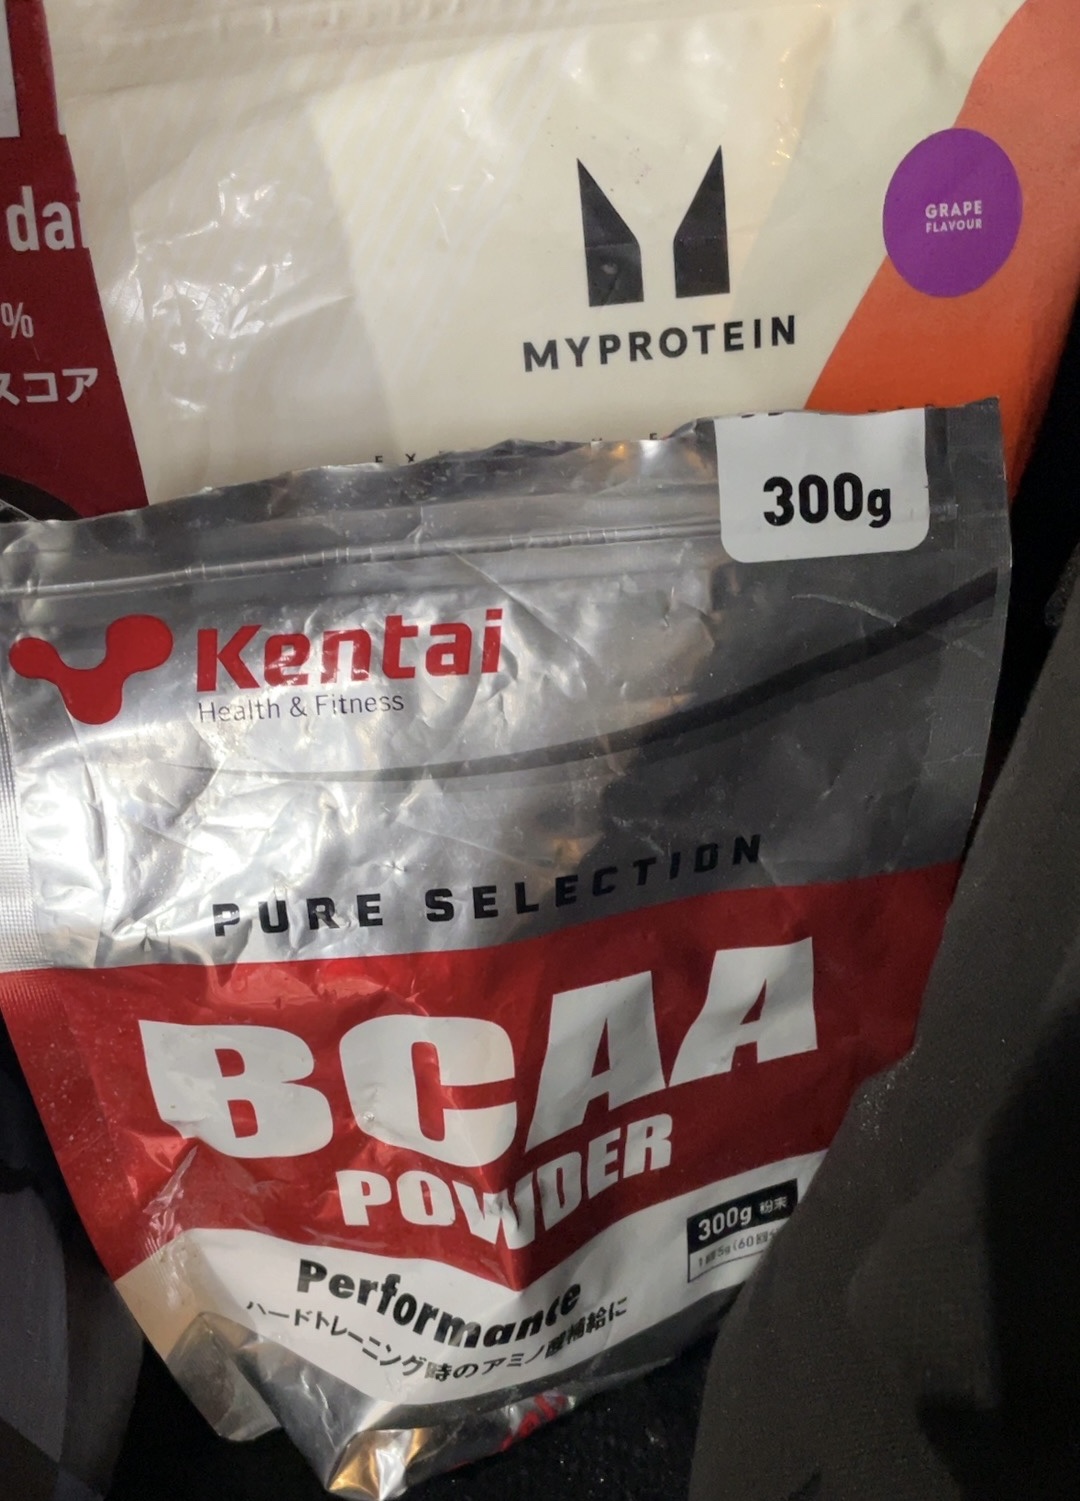 %
スコア
GRAPE
FLAVOUR
MYPROTEIN
300g
Kentai
Health & Fitness
PURE SELECTION
BCAA
POWDER
300g 粉末
Performance
ハードトレーニング時のアミノ酸補給に